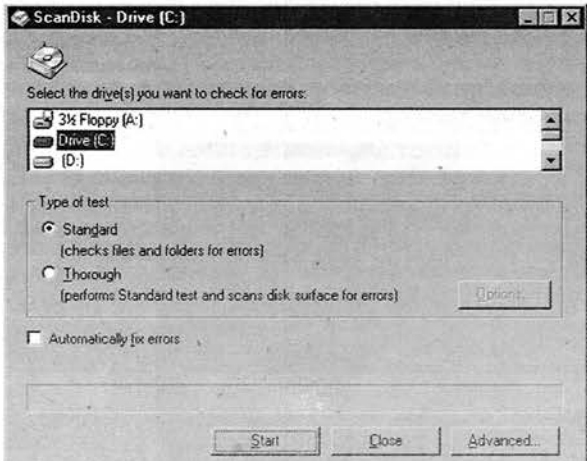 ScanDisk - Drive (C:)
Select the drive(s) you want to check for errors:
3½ Floppy (A:)
Drive (C:)
(D:)
Type of test
Standard
(checks files and folders for errors)
Thorough
(performs Standard test and scans disk surface for errors)
Options...
Automatically fix errors
Start
Close
Advanced...